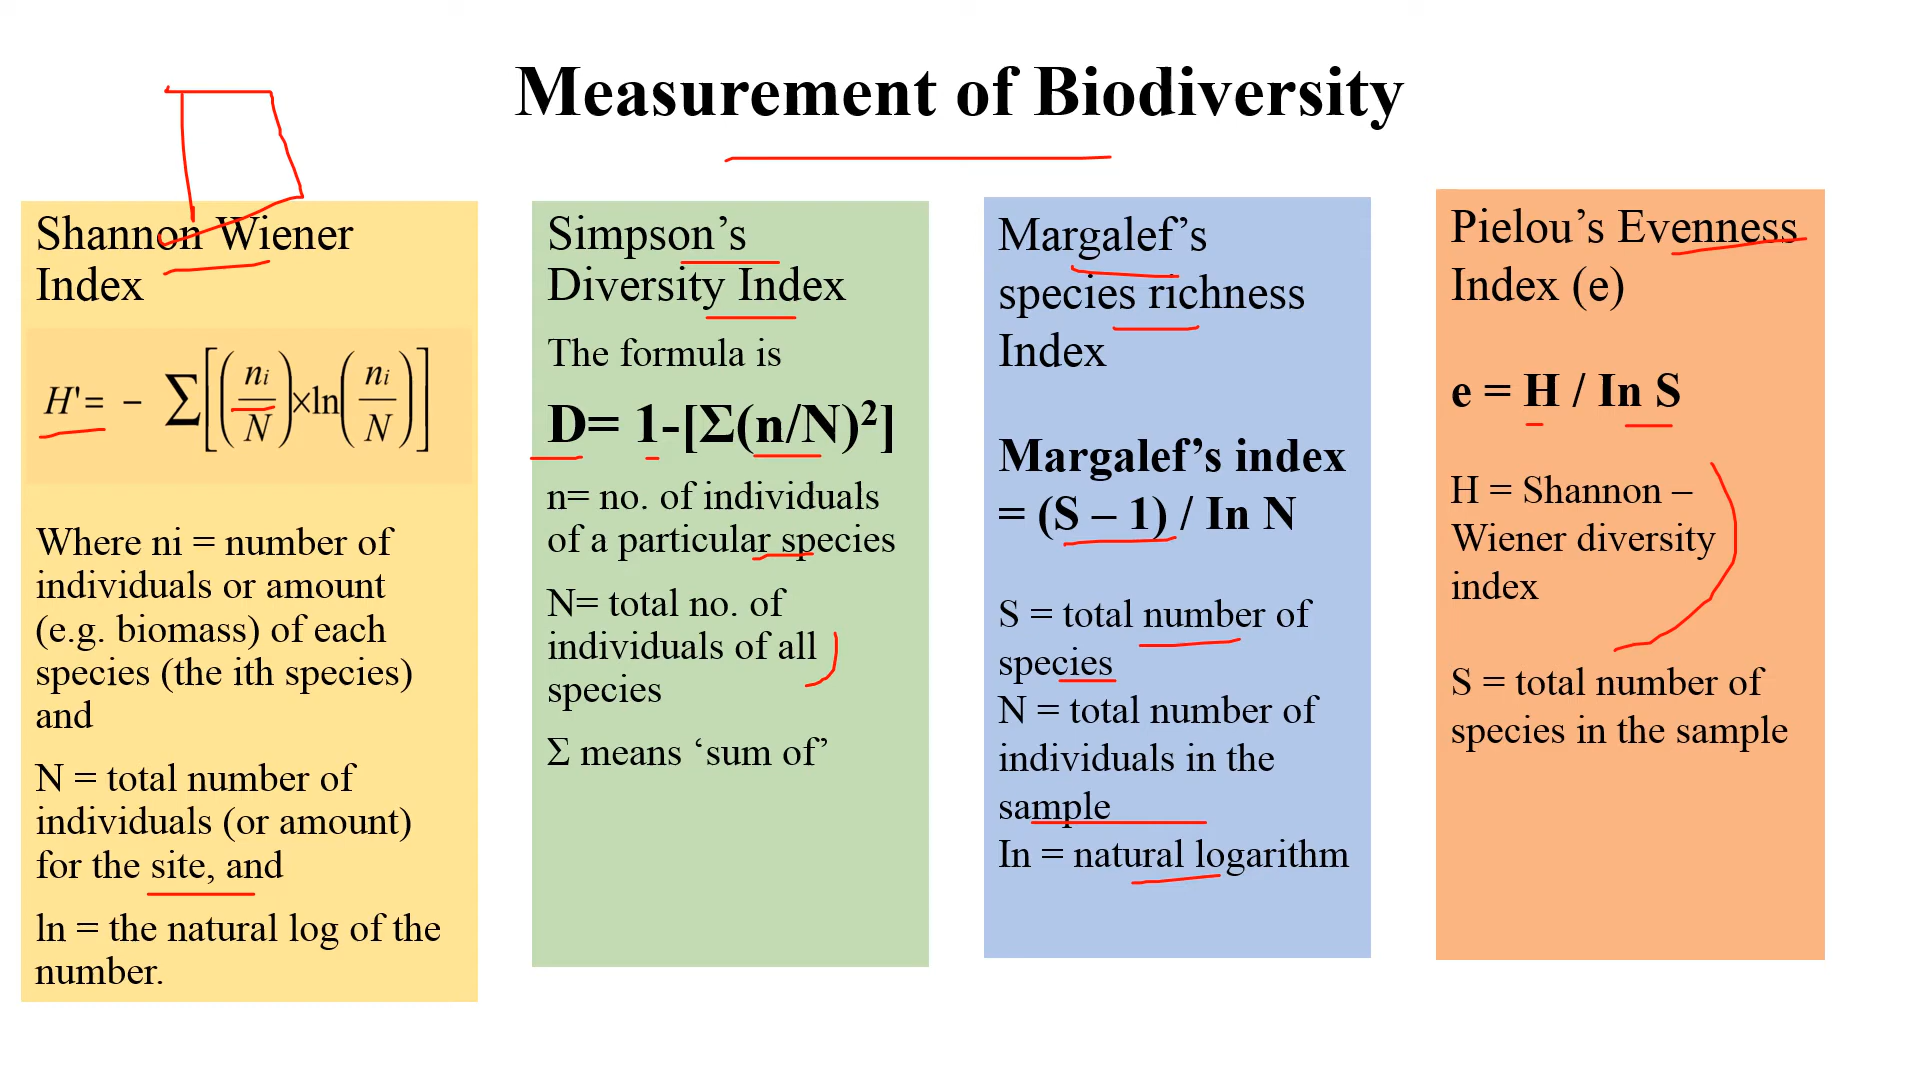 Measurement of Biodiversity
Shannon Wiener
Index
H'= - ∑[(ni/N)×ln(ni/N)]
Where ni = number of
individuals or amount
(e.g. biomass) of each
species (the ith species)
and
N = total number of
individuals (or amount)
for the site, and
ln = the natural log of the
number.
Simpson’s
Diversity Index
The formula is
D= 1-[Σ(n/N)²]
n= no. of individuals
of a particular species
N= total no. of
individuals of all
species
Σ means ‘sum of’
Margalef’s
species richness
Index
Margalef’s index
= (S – 1) / In N
S = total number of
species
N = total number of
individuals in the
sample
In = natural logarithm
Pielou’s Evenness
Index (e)
e = H / In S
H = Shannon –
Wiener diversity
index
S = total number of
species in the sample